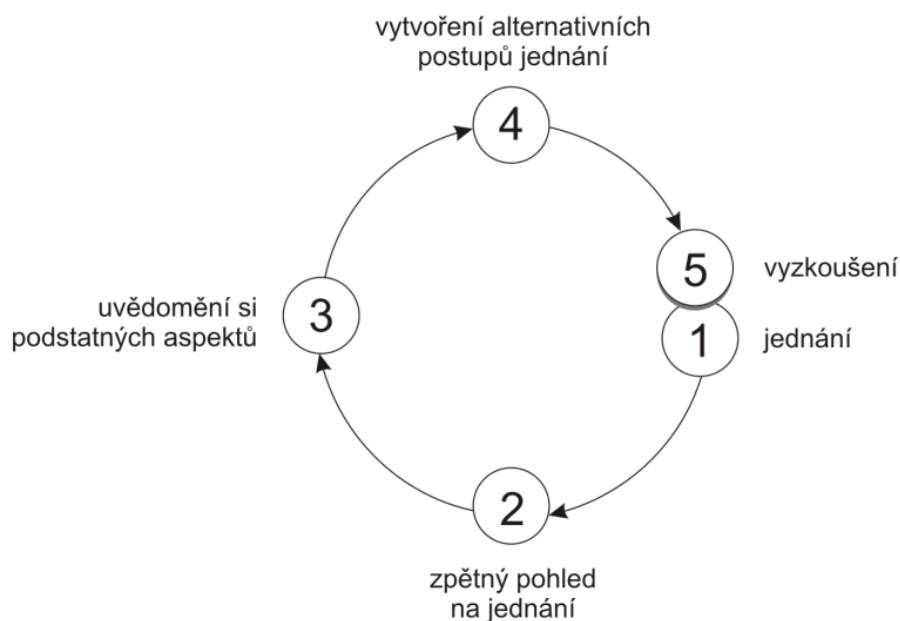 vytvoření alternativních
postupů jednání
4
5
vyzkoušení
uvědomění si
podstatných aspektů
3
1
jednání
2
zpětný pohled
na jednání